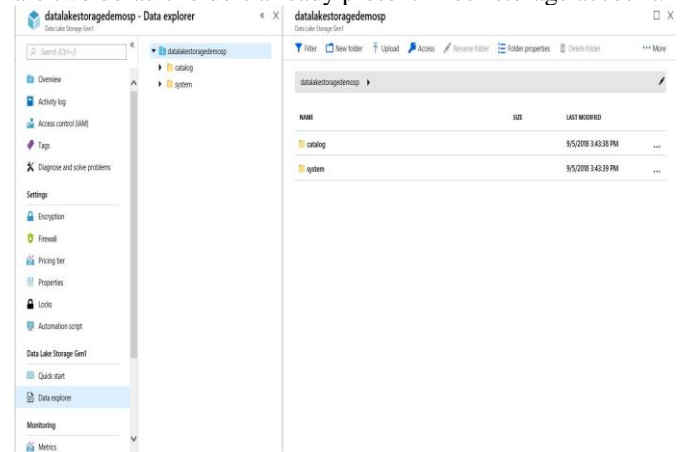 datalakestoragedemosp - Data explorer
Data Lake Storage Gen1
Search (Ctrl+/)
Overview
Activity log
Access control (IAM)
Tags
Diagnose and solve problems
Settings
Encryption
Firewall
Pricing tier
Properties
Locks
Automation script
Data Lake Storage Gen1
Quick start
Data explorer
Monitoring
Metrics
datalakestoragedemosp
catalog
system
datalakestoragedemosp
Data Lake Storage Gen1
Filter New folder Upload Access Rename folder Folder properties Delete folder ··· More
datalakestoragedemosp
NAME SIZE LAST MODIFIED
catalog 9/5/2018 3:43:38 PM ...
system 9/5/2018 3:43:39 PM ...